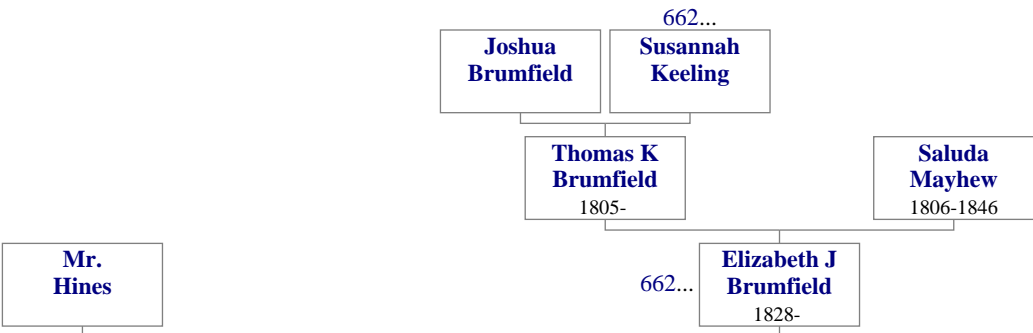 662...
Joshua
Brumfield
Susannah
Keeling
Thomas K
Brumfield
1805-
Saluda
Mayhew
1806-1846
Mr.
Hines
662...
Elizabeth J
Brumfield
1828-